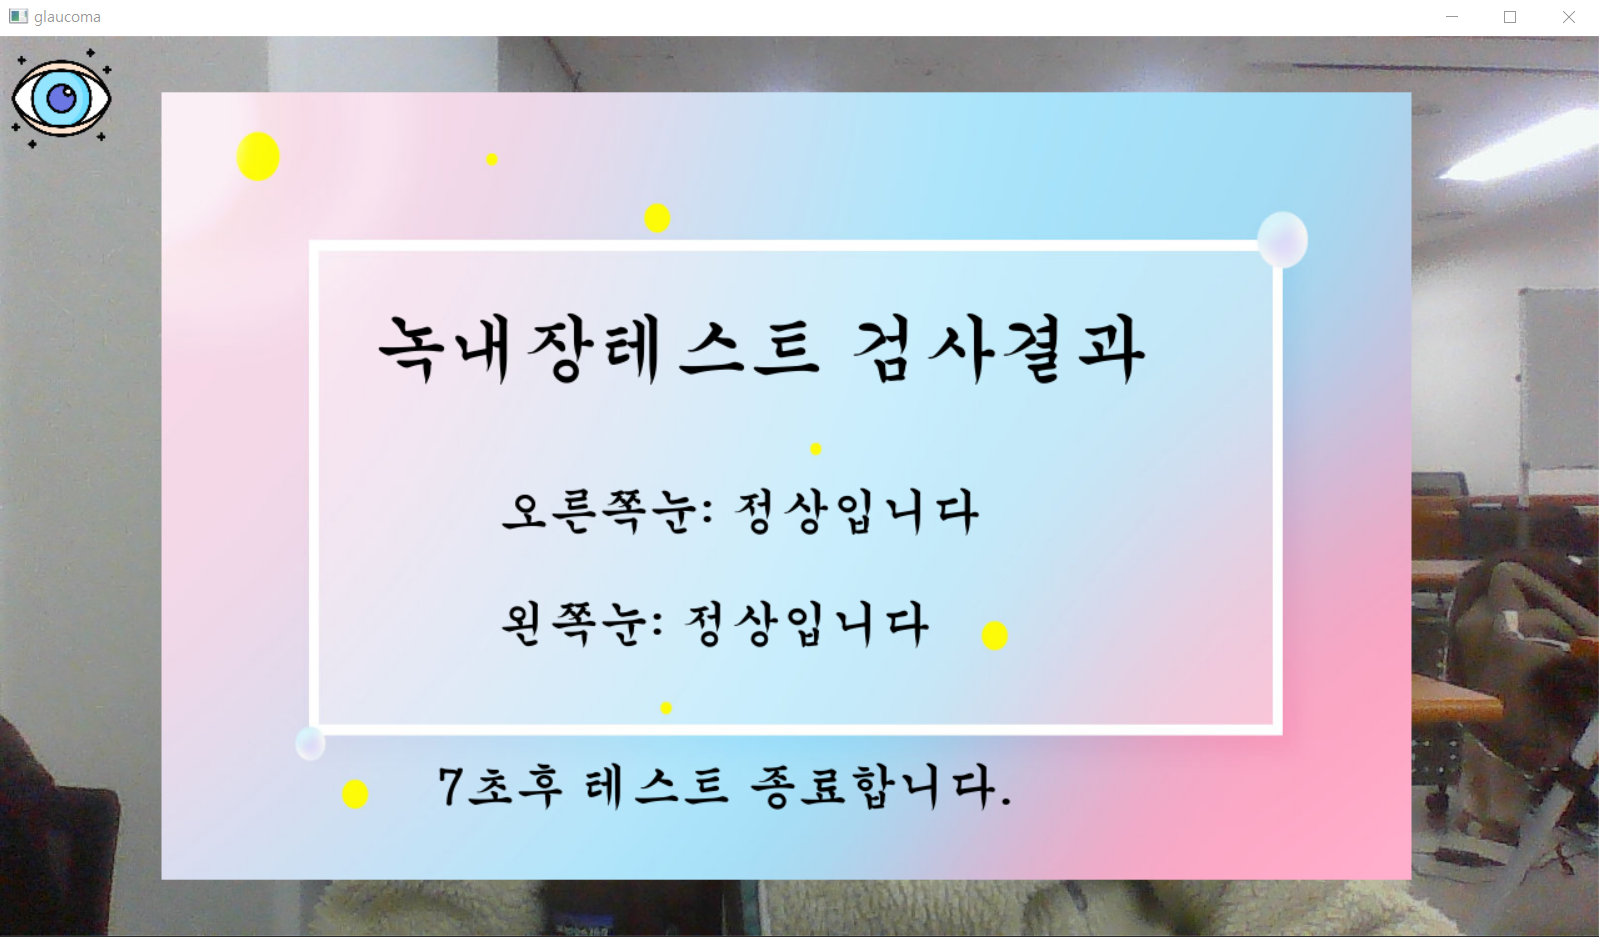 glaucoma
녹내장테스트 검사결과
오른쪽눈: 정상입니다
왼쪽눈: 정상입니다
7초후 테스트 종료합니다.